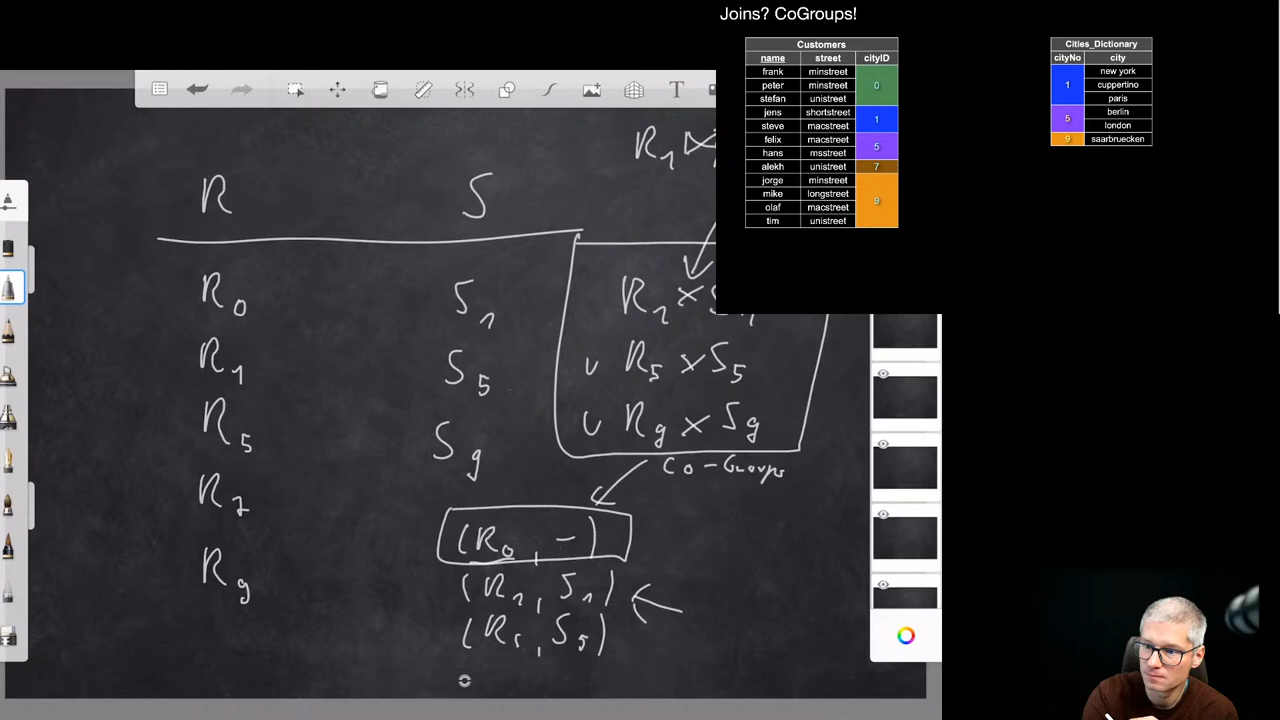 Joins? CoGroups!
Customers
name street cityID
frank minstreet
peter minstreet 0
stefan unistreet
jens shortstreet 1
steve macstreet
felix macstreet 5
hans msstreet
alekh unistreet 7
jorge minstreet
mike longstreet 9
olaf macstreet
tim unistreet
Cities_Dictionary
cityNo city
new york
1 cuppertino
paris
5 berlin
london
9 saarbruecken
R₁ ⋈
R S
R₀ S₁ R₁ × S₁
R₁ S₅ ∪ R₅ × S₅
R₅ S₉ ∪ R₉ × S₉
Co-Groups
R₇
(R₀, -)
R₉
(R₁, S₁)
(R₅, S₅)
T